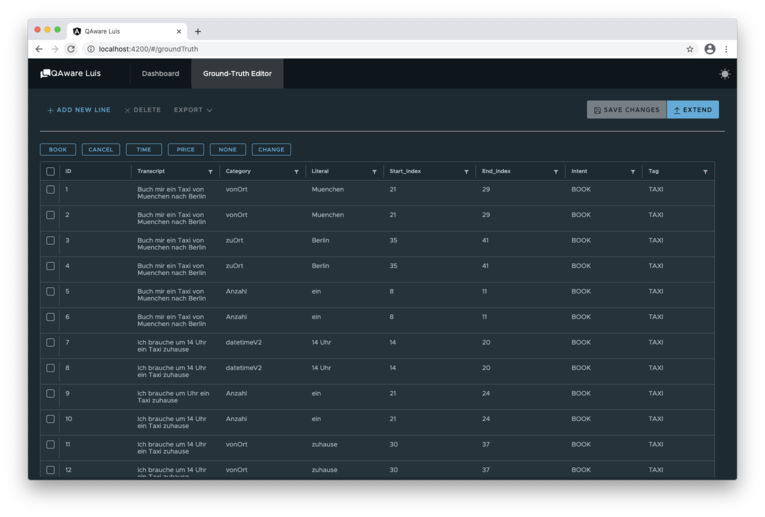 QAware Luis
localhost:4200/#/groundTruth
QAware Luis Dashboard Ground-Truth Editor
+ ADD NEW LINE × DELETE EXPORT SAVE CHANGES EXTEND
BOOK CANCEL TIME PRICE NONE CHANGE
ID Transcript Category Literal Start_Index End_Index Intent Tag
1 Buch mir ein Taxi von vonOrt Muenchen 21 29 BOOK TAXI
Muenchen nach Berlin
2 Buch mir ein Taxi von vonOrt Muenchen 21 29 BOOK TAXI
Muenchen nach Berlin
3 Buch mir ein Taxi von zuOrt Berlin 35 41 BOOK TAXI
Muenchen nach Berlin
4 Buch mir ein Taxi von zuOrt Berlin 35 41 BOOK TAXI
Muenchen nach Berlin
5 Buch mir ein Taxi von Anzahl ein 8 11 BOOK TAXI
Muenchen nach Berlin
6 Buch mir ein Taxi von Anzahl ein 8 11 BOOK TAXI
Muenchen nach Berlin
7 Ich brauche um 14 Uhr datetimeV2 14 Uhr 14 20 BOOK TAXI
ein Taxi zuhause
8 Ich brauche um 14 Uhr datetimeV2 14 Uhr 14 20 BOOK TAXI
ein Taxi zuhause
9 Ich brauche um Uhr ein Anzahl ein 21 24 BOOK TAXI
Taxi zuhause
10 Ich brauche um 14 Uhr Anzahl ein 21 24 BOOK TAXI
ein Taxi zuhause
11 Ich brauche um 14 Uhr vonOrt zuhause 30 37 BOOK TAXI
ein Taxi zuhause
12 Ich brauche um 14 Uhr vonOrt zuhause 30 37 BOOK TAXI
ein Taxi zuhause